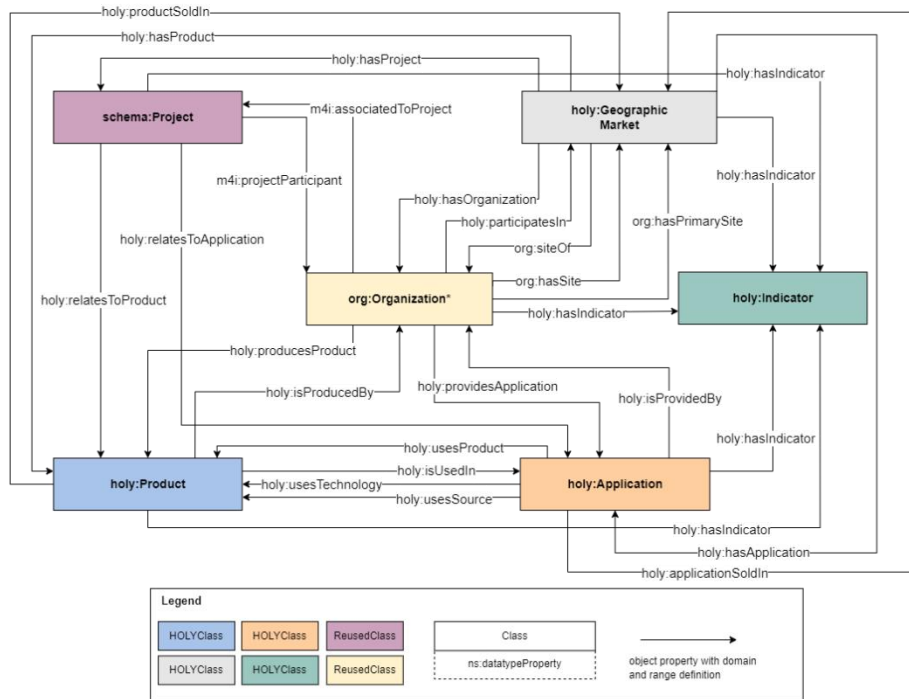 holy:productSoldIn
holy:hasProduct
holy:hasProject
holy:hasIndicator
schema:Project
m4i:associatedToProject
holy:Geographic
Market
m4i:projectParticipant
holy:hasIndicator
holy:hasOrganization
holy:participatesIn
org:hasPrimarySite
holy:relatesToApplication
org:siteOf
org:hasSite
holy:relatesToProduct
org:Organization*
holy:Indicator
holy:hasIndicator
holy:producesProduct
holy:isProducedBy
holy:providesApplication
holy:isProvidedBy
holy:hasIndicator
holy:usesProduct
holy:Product
holy:isUsedIn
holy:Application
holy:usesTechnology
holy:usesSource
holy:hasIndicator
holy:hasApplication
holy:applicationSoldIn
Legend
HOLYClass
HOLYClass
ReusedClass
Class
HOLYClass
HOLYClass
ReusedClass
ns:datatypeProperty
object property with domain
and range definition